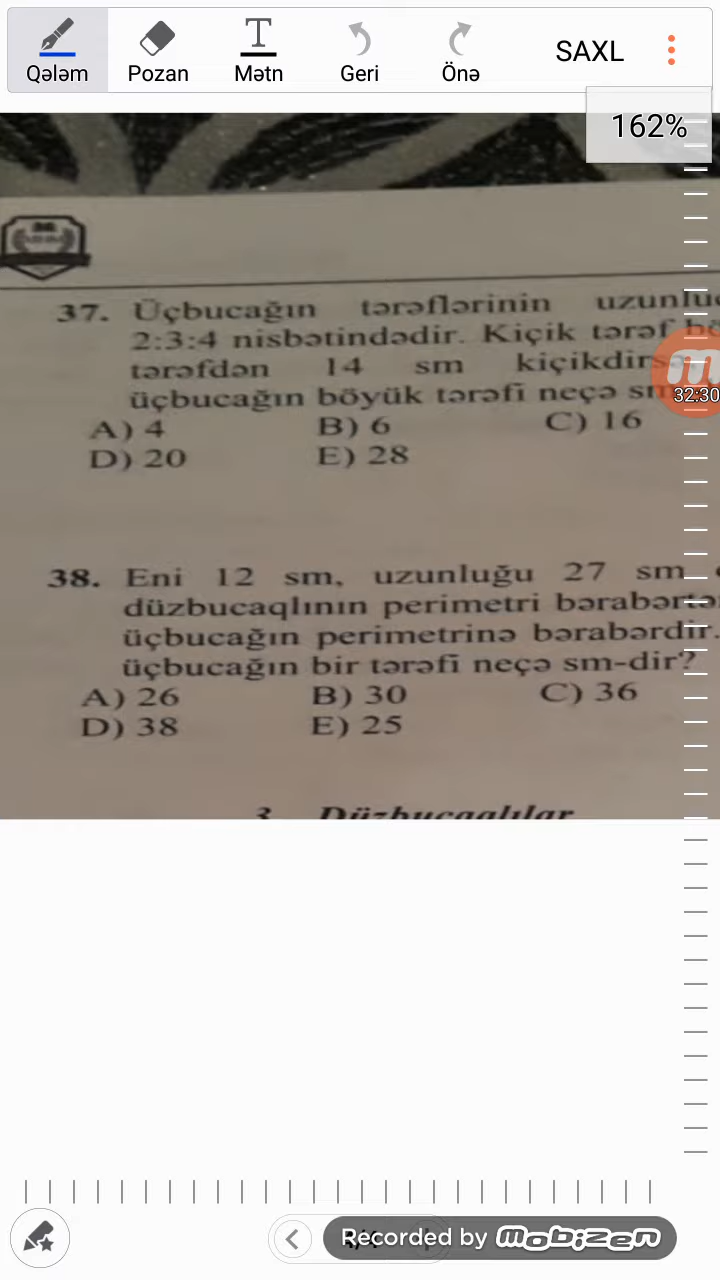 Qələm Pozan Mətn Geri Önə SAXL
162%
37. Üçbucağın tərəflərinin
2:3:4 nisbətindədir. Kiçik tərəf
tərəfdən 14 sm
üçbucağın böyük tərəfi neçə
32:30
A) 4 B) 6 C) 16
D) 20 E) 28
38. Eni 12 sm, uzunluğu 27 sm
düzbucaqlının perimetri
üçbucağın perimetrinə bərabərdir.
üçbucağın bir tərəfi neçə sm-dir?
A) 26 B) 30 C) 36
D) 38 E) 25
3. Düzbucaqlılar
Recorded by mobizen